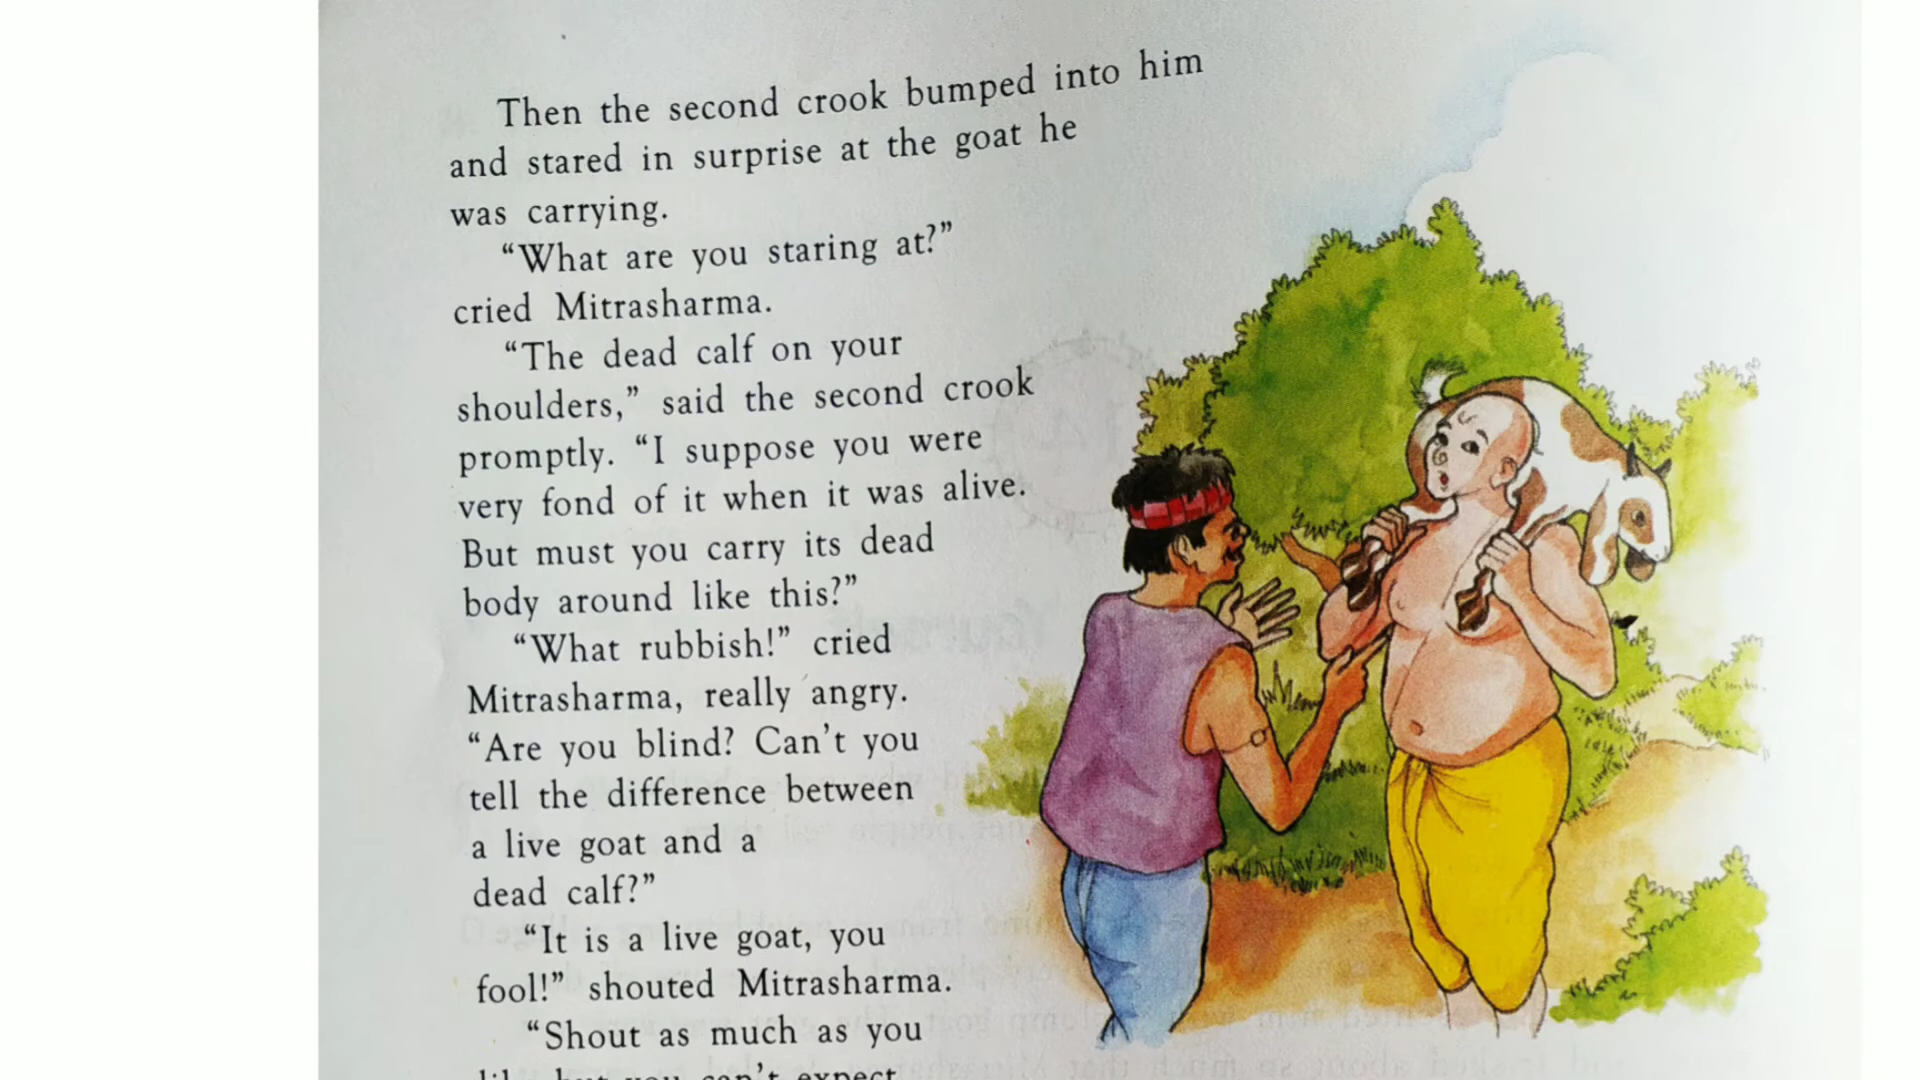 Then the second crook bumped into him
and stared in surprise at the goat he
was carrying.
“What are you staring at?”
cried Mitrasharma.
“The dead calf on your
shoulders,” said the second crook
promptly. “I suppose you were
very fond of it when it was alive.
But must you carry its dead
body around like this?”
“What rubbish!” cried
Mitrasharma, really angry.
“Are you blind? Can’t you
tell the difference between
a live goat and a
dead calf?”
“It is a live goat, you
fool!” shouted Mitrasharma.
“Shout as much as you
but you can’t expect